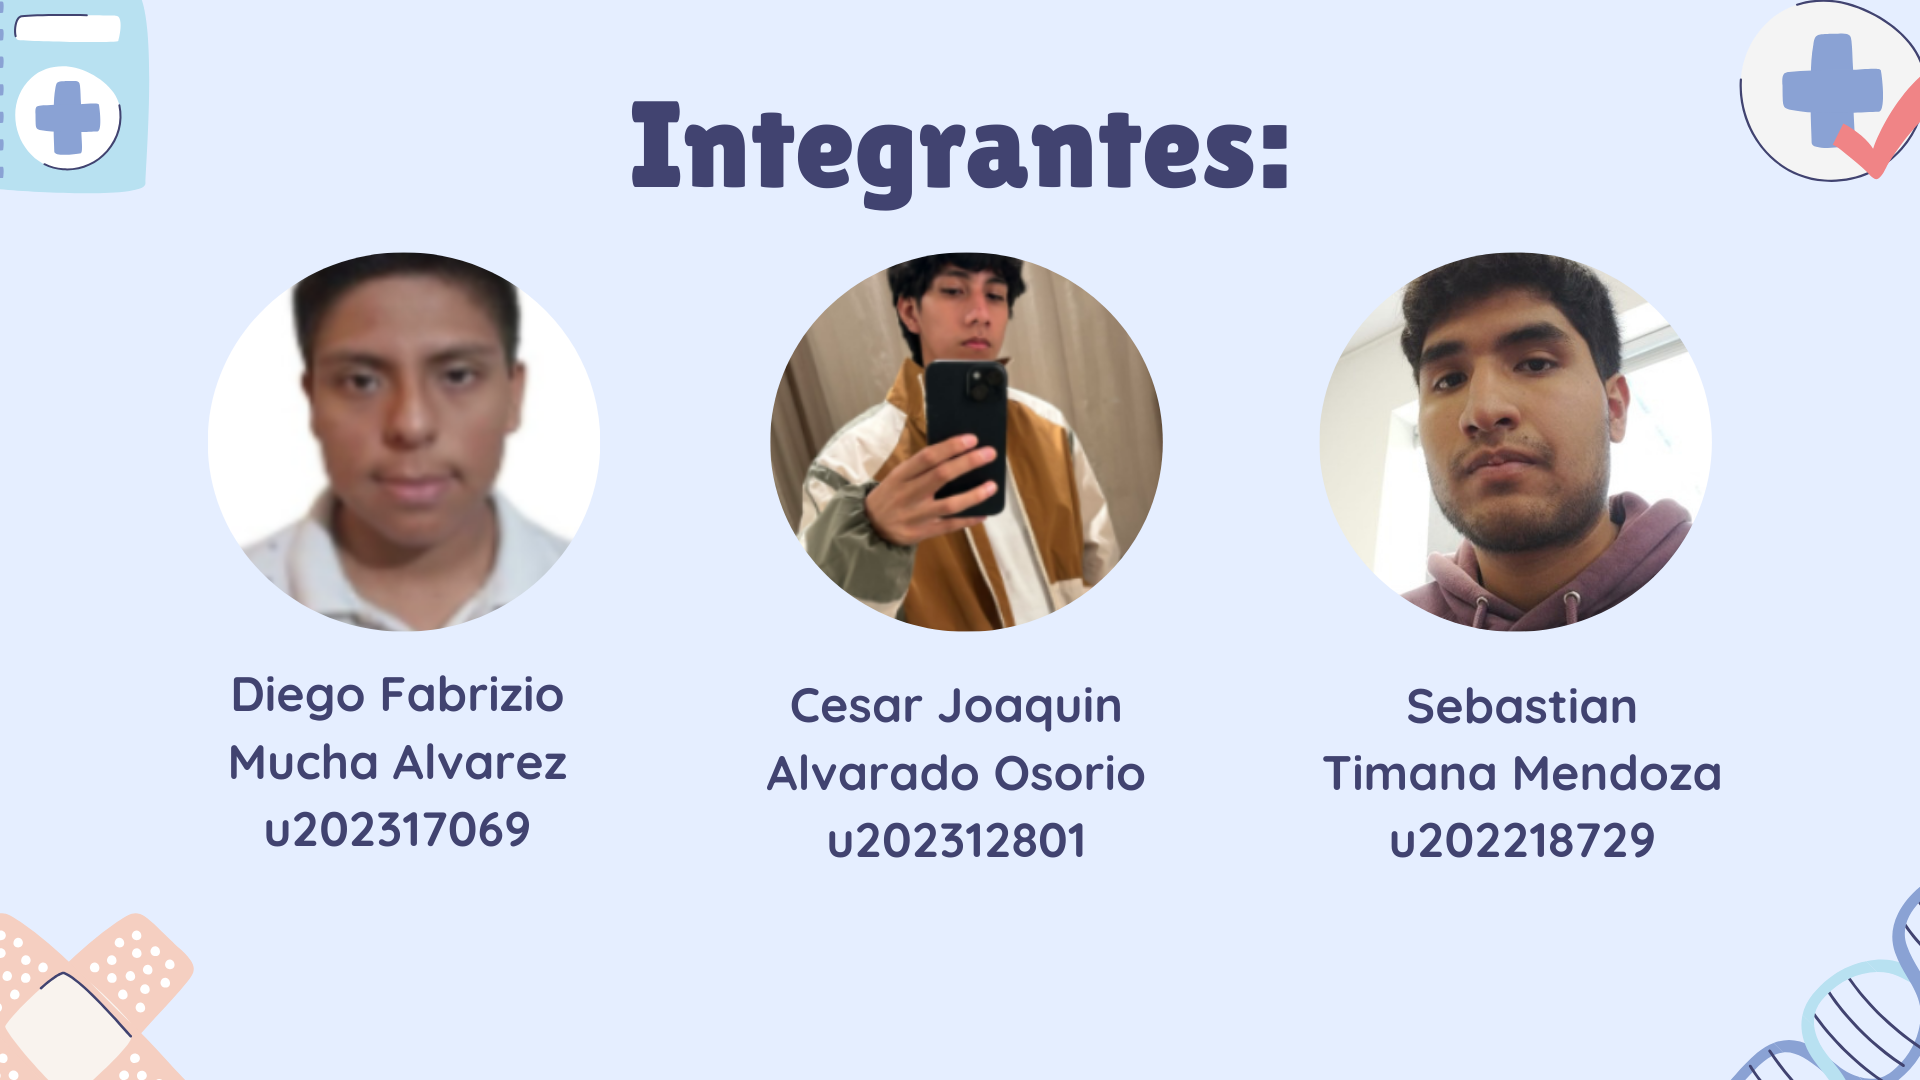 Integrantes:
Diego Fabrizio
Mucha Alvarez
u202317069
Cesar Joaquin
Alvarado Osorio
u202312801
Sebastian
Timana Mendoza
u202218729